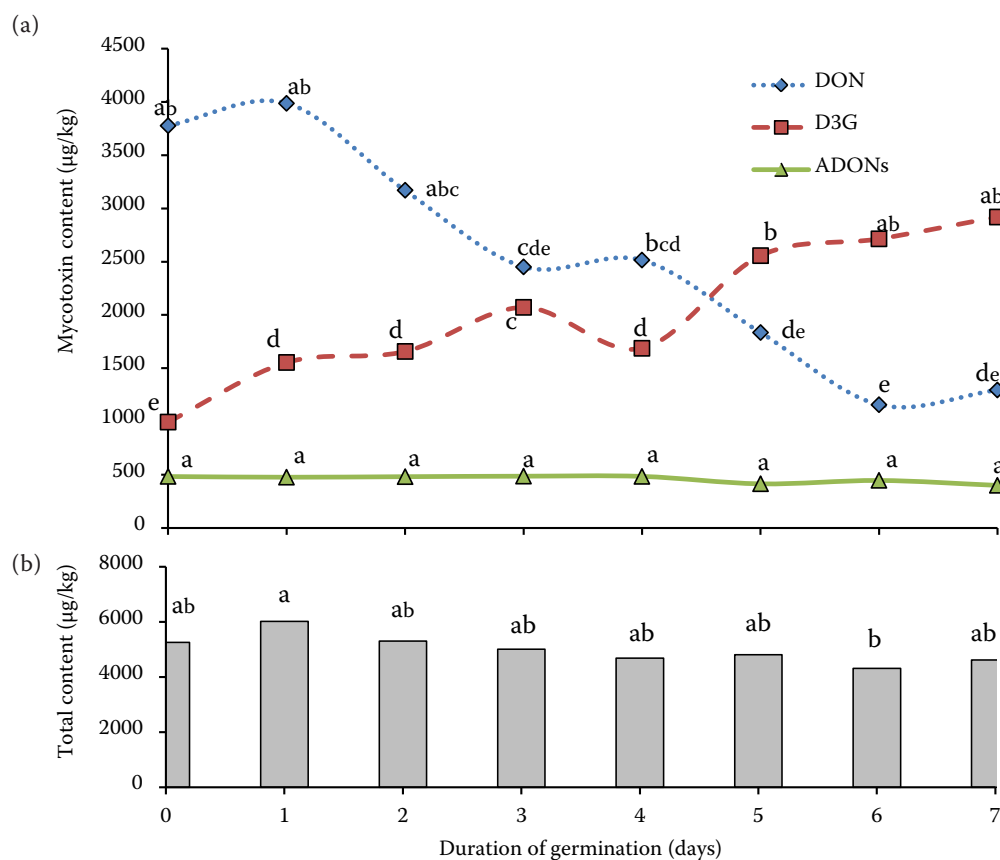 (a)
Mycotoxin content (µg/kg)
4500
4000
3500
3000
2500
2000
1500
1000
500
0
DON
D3G
ADONs
ab
ab
abc
cde
bcd
de
e
de
e
d
d
c
d
b
ab
ab
a
a
a
a
a
a
a
a
(b)
Total content (µg/kg)
8000
6000
4000
2000
0
ab
a
ab
ab
ab
ab
b
ab
0 1 2 3 4 5 6 7
Duration of germination (days)